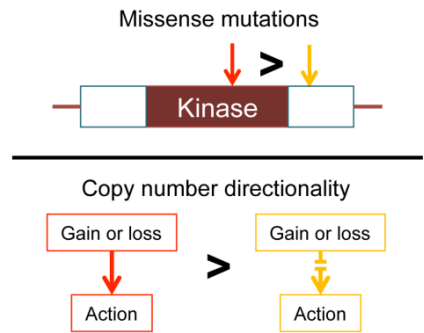 Missense mutations
>
Kinase
Copy number directionality
Gain or loss > Gain or loss
Action Action